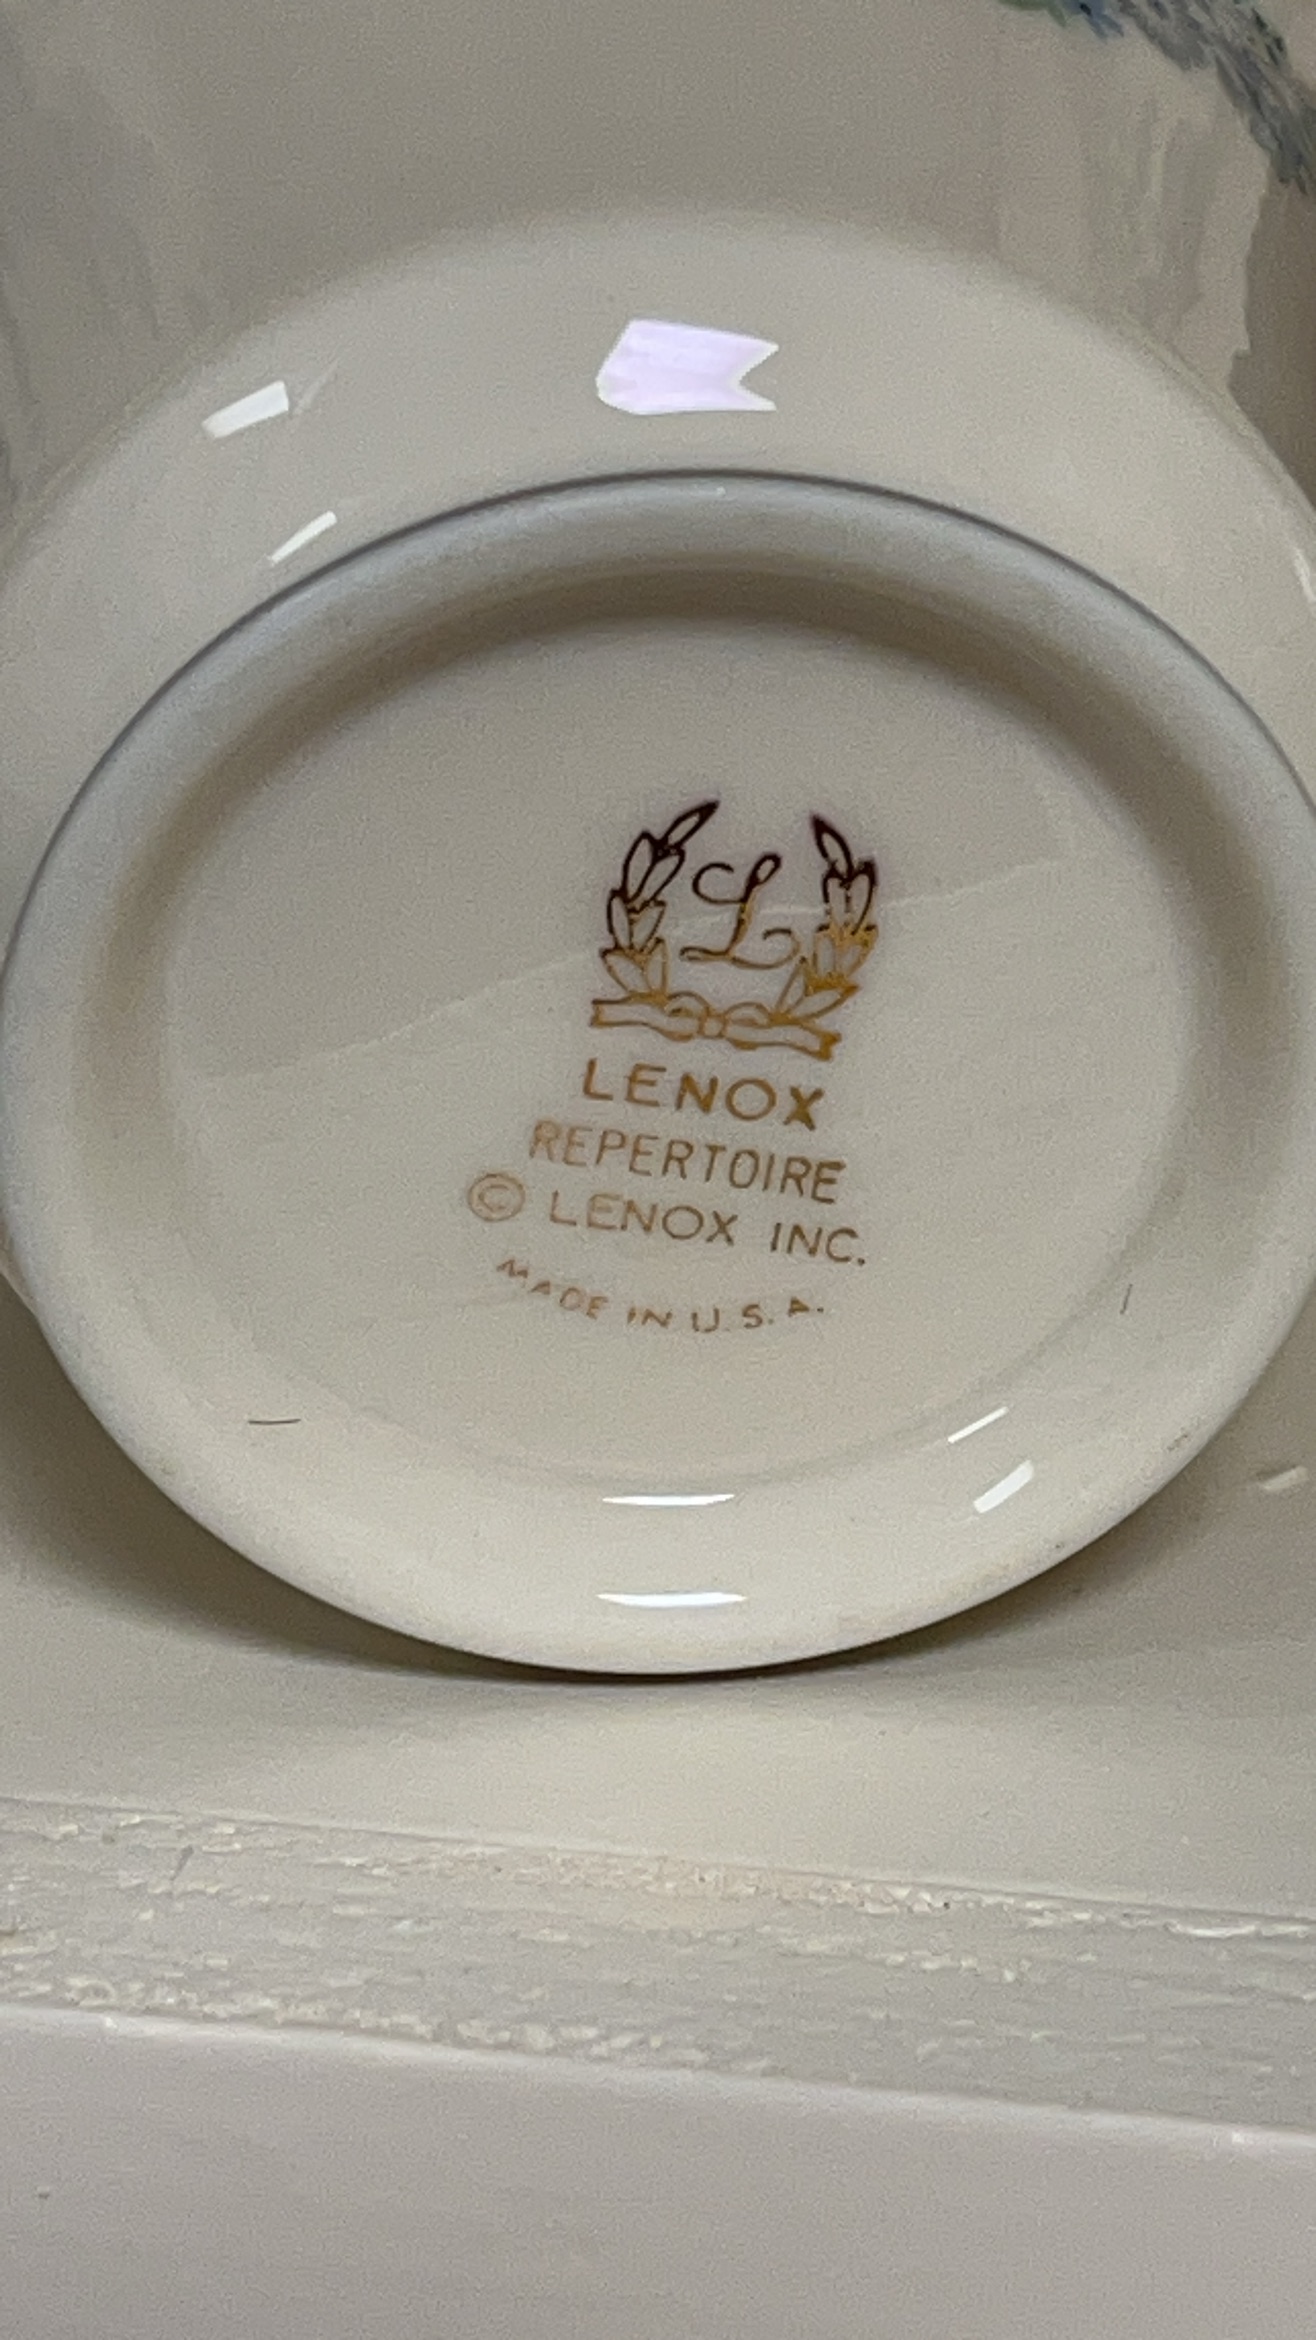 L
LENOX
REPERTOIRE
© LENOX INC.
MADE IN U.S.A.